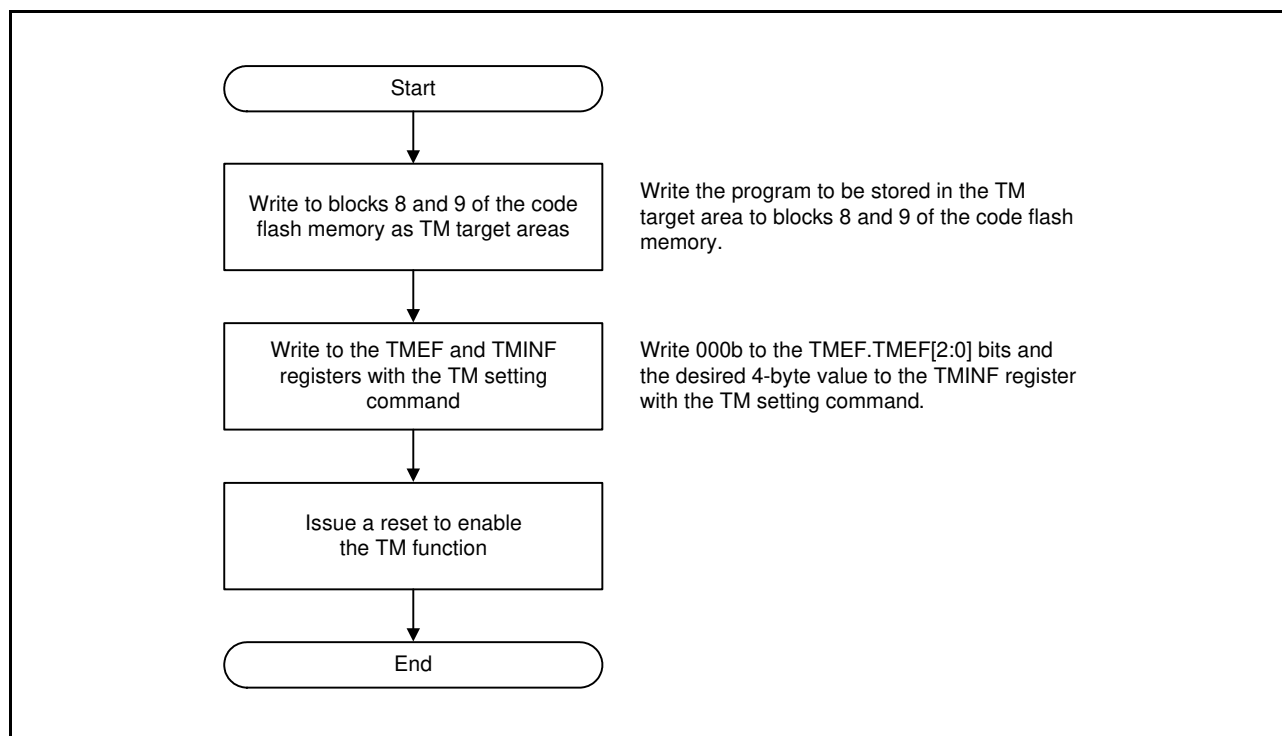 Start
Write to blocks 8 and 9 of the code
flash memory as TM target areas
Write the program to be stored in the TM
target area to blocks 8 and 9 of the code flash
memory.
Write to the TMEF and TMINF
registers with the TM setting
command
Write 000b to the TMEF.TMEF[2:0] bits and
the desired 4-byte value to the TMINF register
with the TM setting command.
Issue a reset to enable
the TM function
End